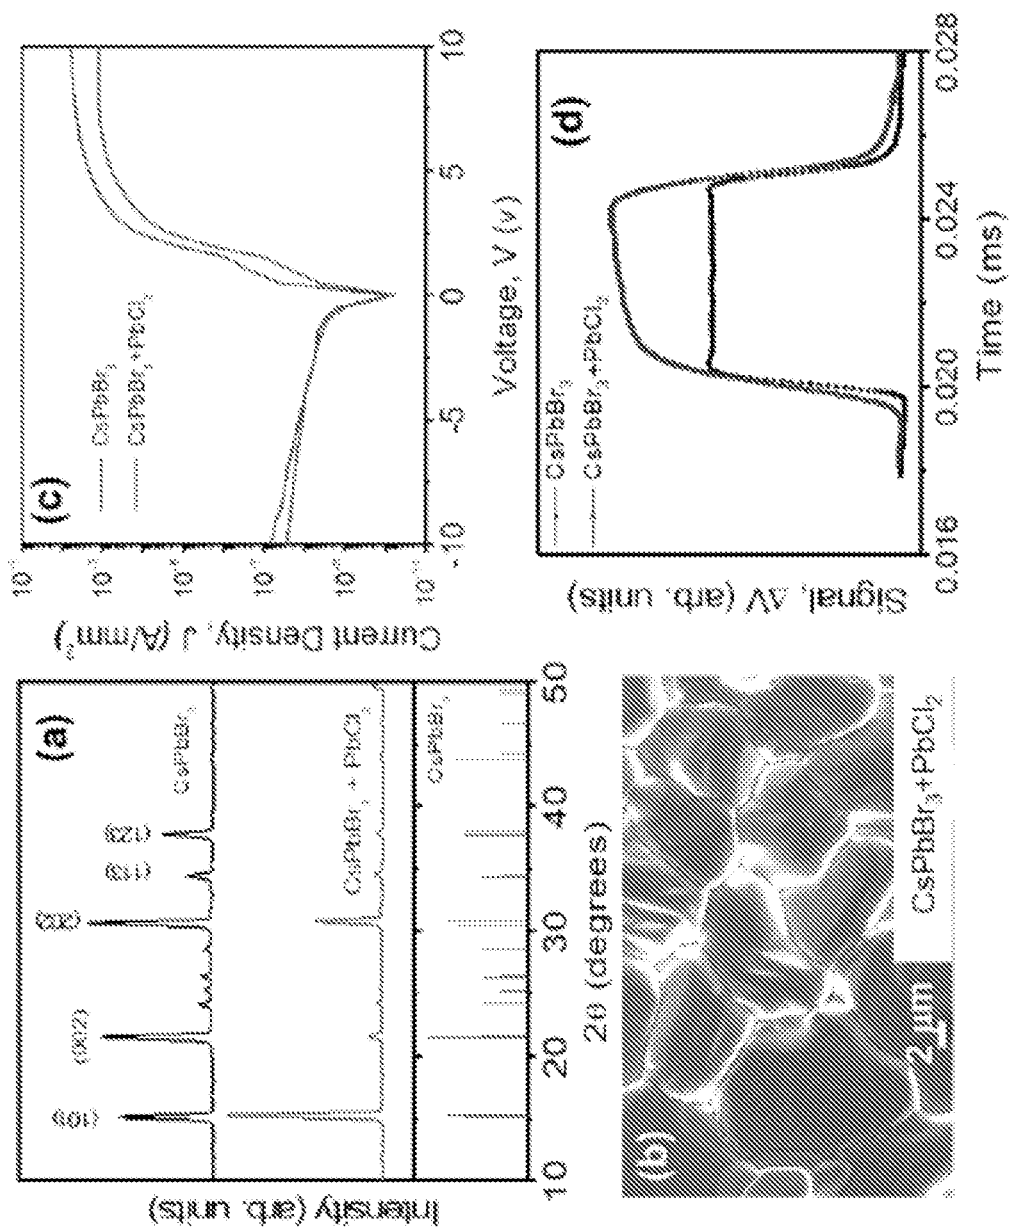 (a)
CsPbBr₃
(101)
(002)
(202)
(113)
(123)
CsPbBr₃ + PbCl₂
CsPbBr₃
Intensity (arb. units)
10
20
30
40
50
2θ (degrees)
(b)
2 μm
CsPbBr₃+PbCl₂
(c)
CsPbBr₃
CsPbBr₃+PbCl₂
Current Density, J (A/mm²)
-10
-5
0
5
10
Voltage, V (v)
(d)
CsPbBr₃
CsPbBr₃+PbCl₂
Signal, ΔV (arb. units)
0.016
0.020
0.024
0.028
Time (ms)